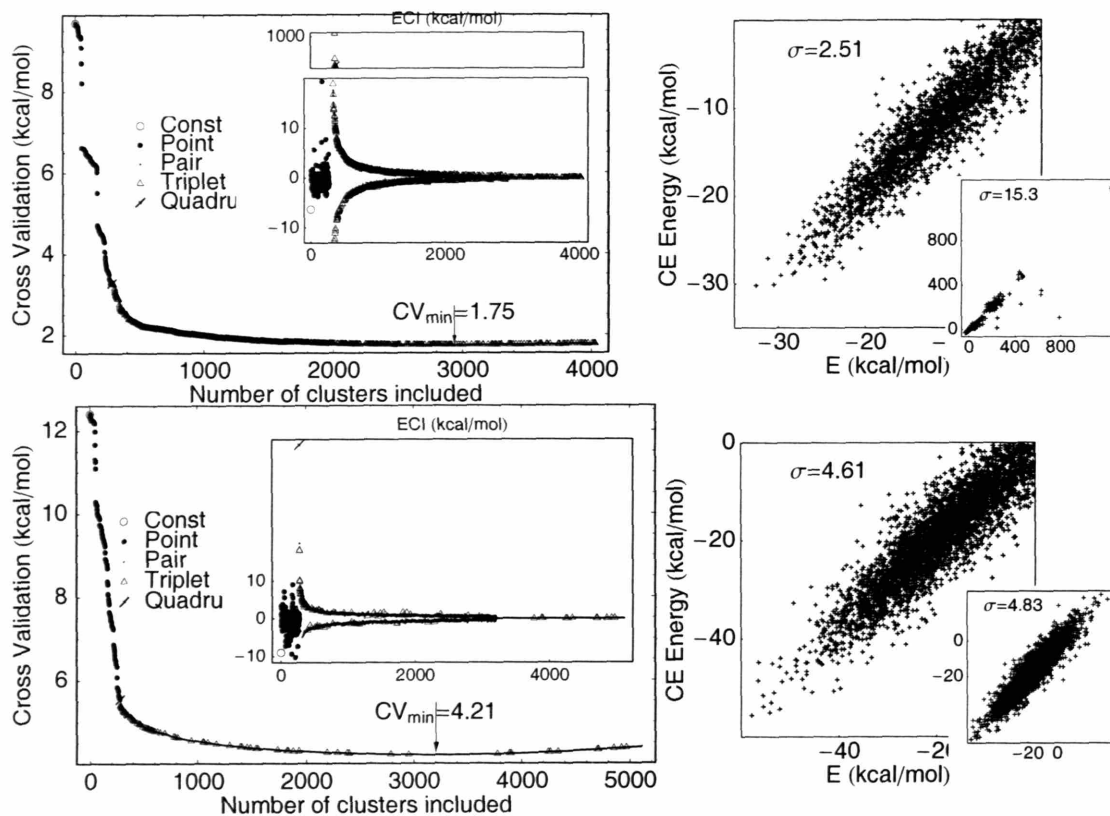 ECI (kcal/mol)
1000
10
0
−10
0
2000
4000
Const
Point
Pair
Triplet
Quadru
CVmin=1.75
Cross Validation (kcal/mol)
8
6
4
2
0
1000
2000
3000
4000
Number of clusters included
σ=2.51
CE Energy (kcal/mol)
−10
−20
−30
−30
−20
E (kcal/mol)
σ=15.3
800
400
0
0
400
800
ECI (kcal/mol)
10
0
−10
0
2000
4000
Const
Point
Pair
Triplet
Quadru
CVmin=4.21
Cross Validation (kcal/mol)
12
10
8
6
0
1000
2000
3000
4000
5000
Number of clusters included
σ=4.61
CE Energy (kcal/mol)
0
−20
−40
−40
E (kcal/mol)
σ=4.83
0
−20
−20
0